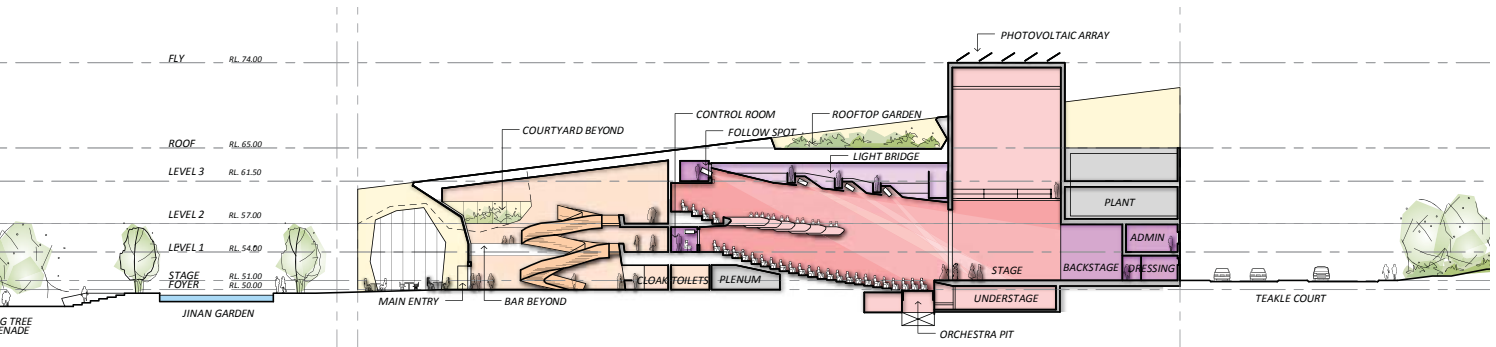 PHOTOVOLTAIC ARRAY
FLY RL. 74.00
CONTROL ROOM
ROOFTOP GARDEN
COURTYARD BEYOND
FOLLOW SPOT
ROOF RL. 65.00
LIGHT BRIDGE
LEVEL 3 RL. 61.50
PLANT
LEVEL 2 RL. 57.00
ADMIN
LEVEL 1 RL. 54.00
STAGE RL. 51.00
FOYER RL. 50.00
CLOAK TOILETS PLENUM
STAGE
BACKSTAGE
DRESSING
MAIN ENTRY
BAR BEYOND
UNDERSTAGE
TEAKLE COURT
JINAN GARDEN
G TREE
ENADE
ORCHESTRA PIT